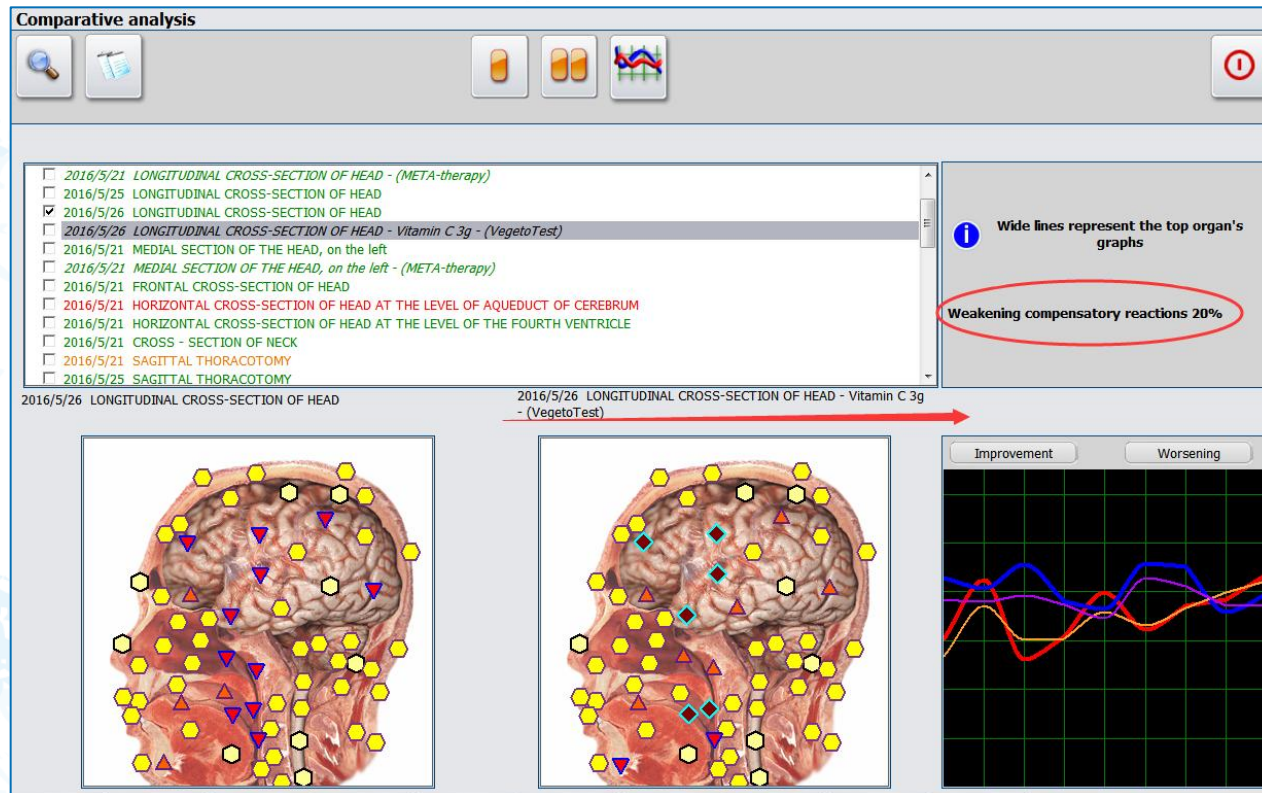 Comparative analysis
2016/5/21 LONGITUDINAL CROSS-SECTION OF HEAD - (META-therapy)
2016/5/25 LONGITUDINAL CROSS-SECTION OF HEAD
2016/5/26 LONGITUDINAL CROSS-SECTION OF HEAD
2016/5/26 LONGITUDINAL CROSS-SECTION OF HEAD - Vitamin C 3g - (VegetoTest)
2016/5/21 MEDIAL SECTION OF THE HEAD, on the left
2016/5/21 MEDIAL SECTION OF THE HEAD, on the left - (META-therapy)
2016/5/21 FRONTAL CROSS-SECTION OF HEAD
2016/5/21 HORIZONTAL CROSS-SECTION OF HEAD AT THE LEVEL OF AQUEDUCT OF CEREBRUM
2016/5/21 HORIZONTAL CROSS-SECTION OF HEAD AT THE LEVEL OF THE FOURTH VENTRICLE
2016/5/21 CROSS - SECTION OF NECK
2016/5/21 SAGITTAL THORACOTOMY
2016/5/25 SAGITTAL THORACOTOMY
Wide lines represent the top organ's
graphs
Weakening compensatory reactions 20%
2016/5/26 LONGITUDINAL CROSS-SECTION OF HEAD
2016/5/26 LONGITUDINAL CROSS-SECTION OF HEAD - Vitamin C 3g
- (VegetoTest)
Improvement
Worsening